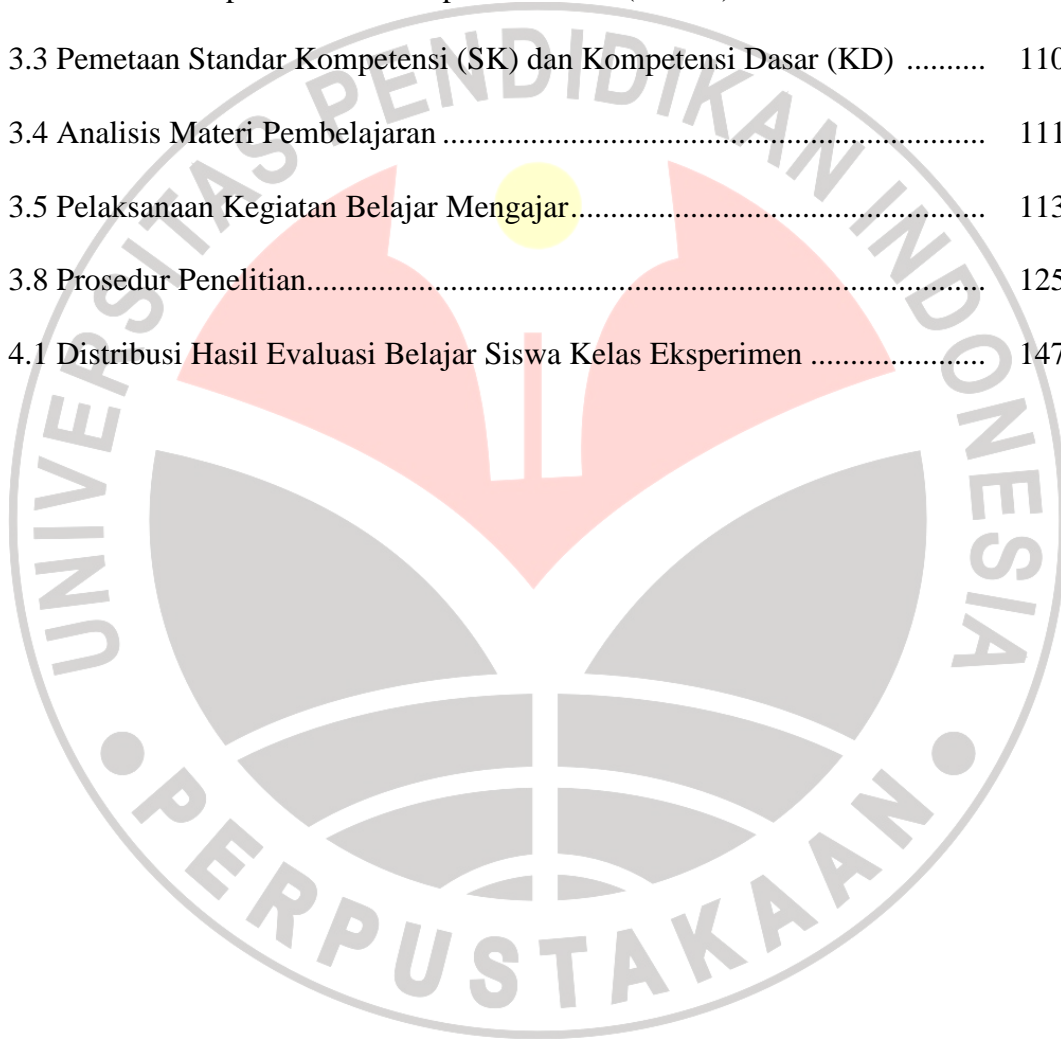 3.3 Pemetaan Standar Kompetensi (SK) dan Kompetensi Dasar (KD) .......... 110
3.4 Analisis Materi Pembelajaran .................................................................... 111
3.5 Pelaksanaan Kegiatan Belajar Mengajar.................................................... 113
3.8 Prosedur Penelitian..................................................................................... 125
4.1 Distribusi Hasil Evaluasi Belajar Siswa Kelas Eksperimen ...................... 147
UNIVERSITAS PENDIDIKAN INDONESIA
PERPUSTAKAAN